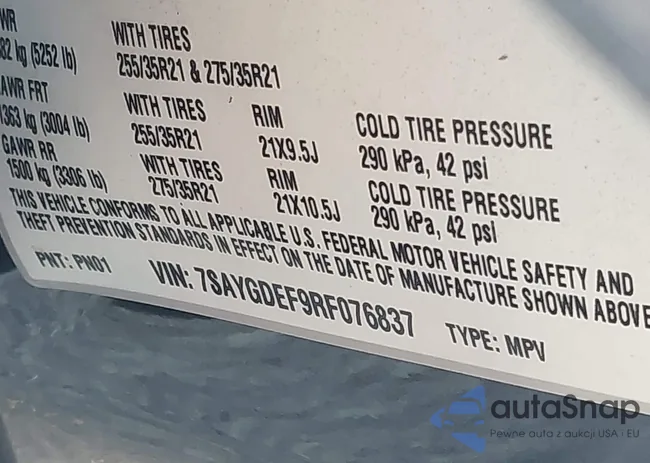 WR
82 kg (5252 lb)
WITH TIRES
255/35R21 & 275/35R21
AWR FRT
1363 kg (3004 lb)
WITH TIRES
255/35R21
RIM
21X9.5J
COLD TIRE PRESSURE
290 kPa, 42 psi
GAWR RR
1500 kg (3306 lb)
WITH TIRES
275/35R21
RIM
21X10.5J
COLD TIRE PRESSURE
290 kPa, 42 psi
THIS VEHICLE CONFORMS TO ALL APPLICABLE U.S. FEDERAL MOTOR VEHICLE SAFETY AND
THEFT PREVENTION STANDARDS IN EFFECT ON THE DATE OF MANUFACTURE SHOWN ABOVE
PNT: PN01 VIN: 7SAYGDEF9RF076837 TYPE: MPV
autaSnap
Pewne auta z aukcji USA i EU